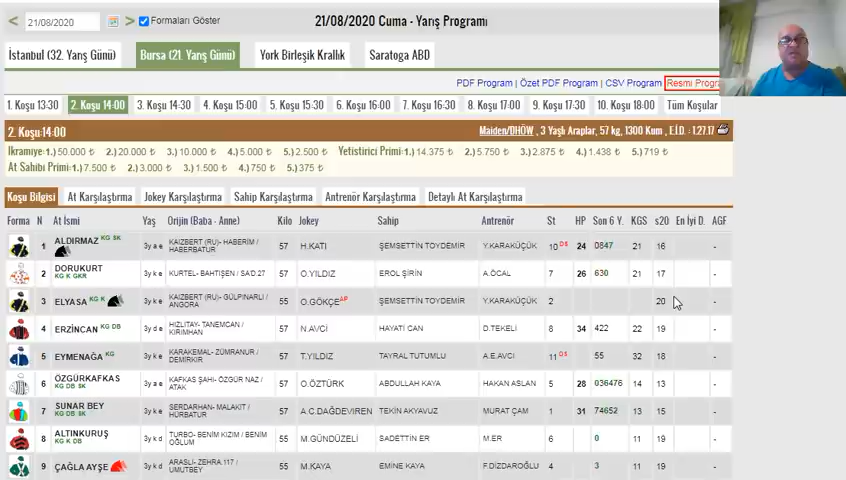 < 21/08/2020 > Formaları Göster
21/08/2020 Cuma - Yarış Programı
İstanbul (32. Yarış Günü) Bursa (21. Yarış Günü) York Birleşik Krallık Saratoga ABD
PDF Program | Özet PDF Program | CSV Program Resmi Progra
1. Koşu 13:30 2. Koşu 14:00 3. Koşu 14:30 4. Koşu 15:00 5. Koşu 15:30 6. Koşu 16:00 7. Koşu 16:30 8. Koşu 17:00 9. Koşu 17:30 10. Koşu 18:00 Tüm Koşular
2. Koşu:14:00 Maiden/DHÖW , 3 Yaşlı Araplar, 57 kg, 1300 Kum , E.İ.D. : 1.27.17
İkramiye: 1.) 50.000 ₺ 2.) 20.000 ₺ 3.) 10.000 ₺ 4.) 5.000 ₺ 5.) 2.500 ₺ Yetistirici Primi: 1.) 14.375 ₺ 2.) 5.750 ₺ 3.) 2.875 ₺ 4.) 1.438 ₺ 5.) 719 ₺
At Sahibi Primi: 1.) 7.500 ₺ 2.) 3.000 ₺ 3.) 1.500 ₺ 4.) 750 ₺ 5.) 375 ₺
Koşu Bilgisi At Karşılaştırma Jokey Karşılaştırma Sahip Karşılaştırma Antrenör Karşılaştırma Detaylı At Karşılaştırma
Forma N At İsmi Yaş Orijin (Baba - Anne) Kilo Jokey Sahip Antrenör St HP Son 6 Y. KGS s20 En İyi D. AGF
1 ALDIRMAZ KG SK 3y a e KAIZBERT (RU)- HABERİM / HABERBATUR 57 H.KATI ŞEMSETTİN TOYDEMİR Y.KARAKÜÇÜK 10 DS 24 0847 21 16 -
2 DORUKURT KG K GKR 3y k e KURTEL- BAHTIŞEN / SAD.27 57 O.YILDIZ EROL ŞİRİN A.ÖCAL 7 26 630 21 17 -
3 ELYASA KG K 3y k e KAIZBERT (RU)- GÜLPINARLI / ANGORA 55 O.GÖKÇE AP ŞEMSETTİN TOYDEMİR Y.KARAKÜÇÜK 2 20 -
4 ERZİNCAN KG DB 3y d e HIZLITAY- TANEMCAN / KIRIMHAN 57 N.AVCİ HAYATİ CAN D.TEKELİ 8 34 422 22 19 -
5 EYMENAĞA KG 3y k e KARAKEMAL- ZÜMRANUR / DEMİRKIR 57 T.YILDIZ TAYRAL TUTUMLU A.E.AVCI 11 DS 55 32 18 -
6 ÖZGÜRKAFKAS KG DB SK 3y a e KAFKAS ŞAHI- ÖZGÜR NAZ / ATAK 57 O.ÖZTÜRK ABDULLAH KAYA HAKAN ASLAN 5 28 036476 14 13 -
7 SUNAR BEY KG DB SK 3y k e SERDARHAN- MALAKIT / HÜRBATUR 57 A.C.DAĞDEVIREN TEKİN AKYAVUZ MURAT ÇAM 1 31 74652 13 15 -
8 ALTINKURUŞ KG K DB 3y k d TURBO- BENİM KIZIM / BENİM OĞLUM 55 M.GÜNDÜZELİ SADETTİN ER M.ER 6 0 11 19 -
9 ÇAĞLA AYŞE 3y k d ARASLI- ZEHRA.117 / UMUTBEY 55 M.KAYA EMİNE KAYA F.DİZDAROĞLU 4 3 11 19 -